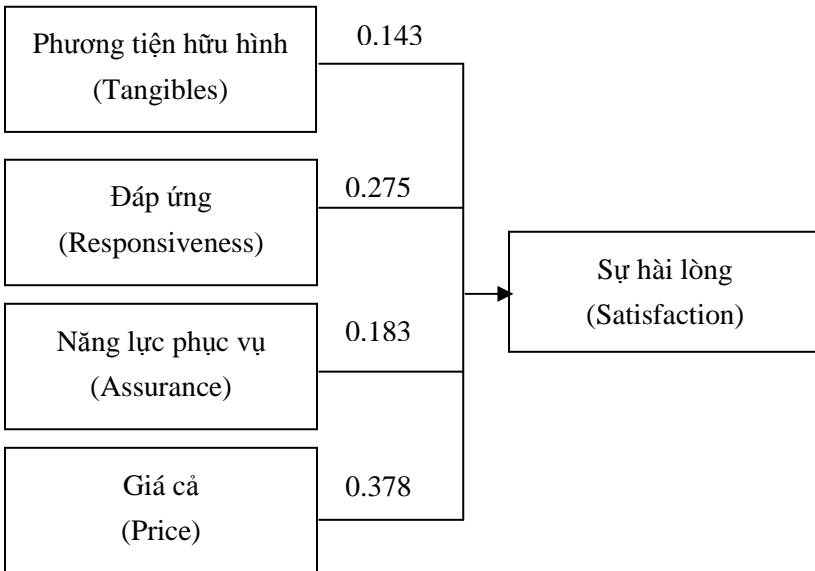 Phương tiện hữu hình
(Tangibles)
0.143
Đáp ứng
(Responsiveness)
0.275
Năng lực phục vụ
(Assurance)
0.183
Giá cả
(Price)
0.378
Sự hài lòng
(Satisfaction)